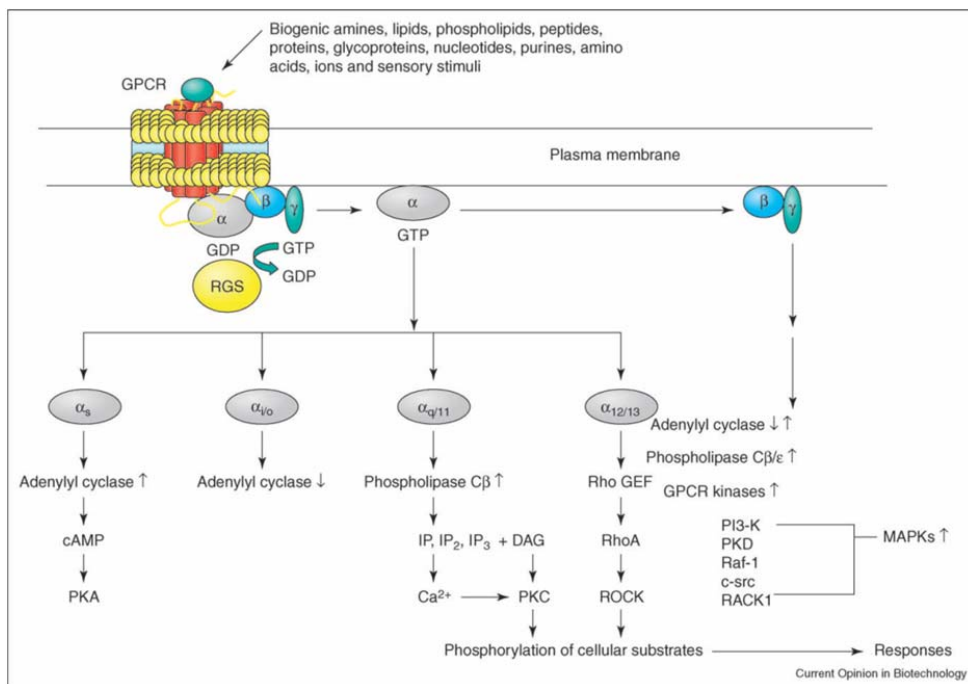 Biogenic amines, lipids, phospholipids, peptides,
proteins, glycoproteins, nucleotides, purines, amino
acids, ions and sensory stimuli
GPCR
Plasma membrane
α
β
γ
α
β
γ
GDP
GTP
GTP
RGS
GDP
αs
αi/o
αq/11
α12/13
Adenylyl cyclase ↓ ↑
Phospholipase Cβ/ε ↑
GPCR kinases ↑
Adenylyl cyclase ↑
Adenylyl cyclase ↓
Phospholipase Cβ ↑
Rho GEF
PI3-K
PKD
Raf-1
c-src
RACK1
MAPKs ↑
cAMP
IP, IP2, IP3 + DAG
RhoA
PKA
Ca2+
PKC
ROCK
Phosphorylation of cellular substrates
Responses
Current Opinion in Biotechnology